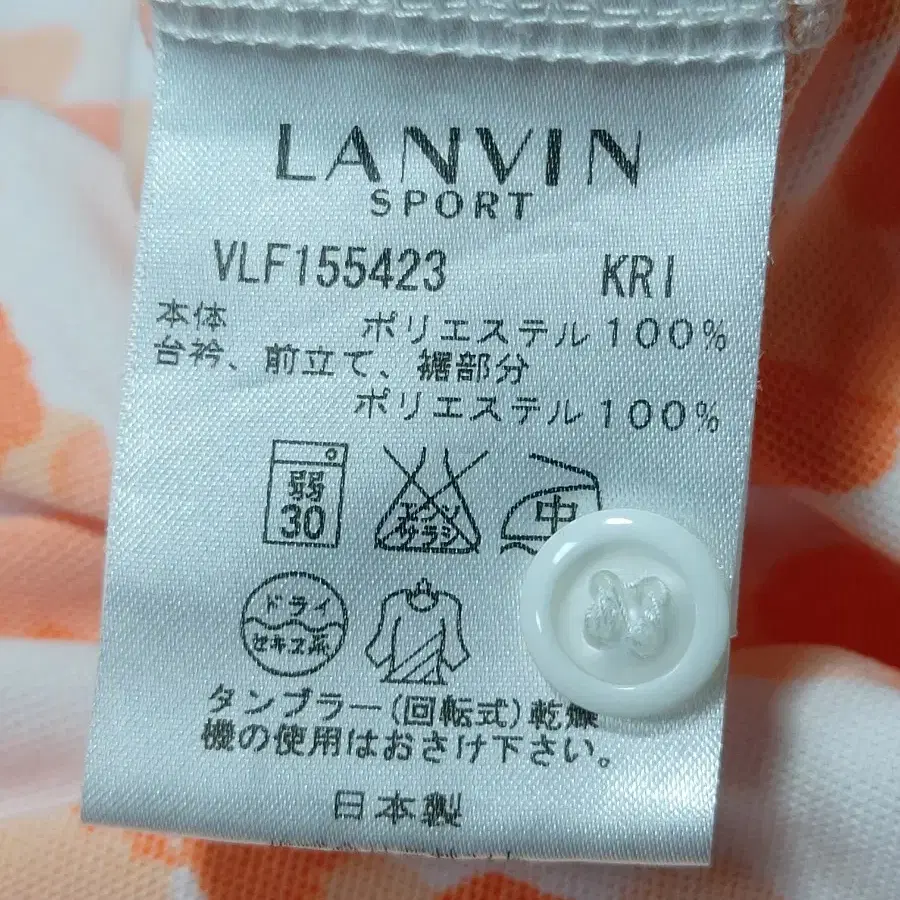 LANVIN
SPORT
VLF155423 KRI
本体 ポリエステル100%
台衿、前立て、裾部分
ポリエステル100%
弱
30
エンソ
サラシ
中
ドライ
セキユ系
タンブラー(回転式)乾燥
機の使用はおさけ下さい。
日本製